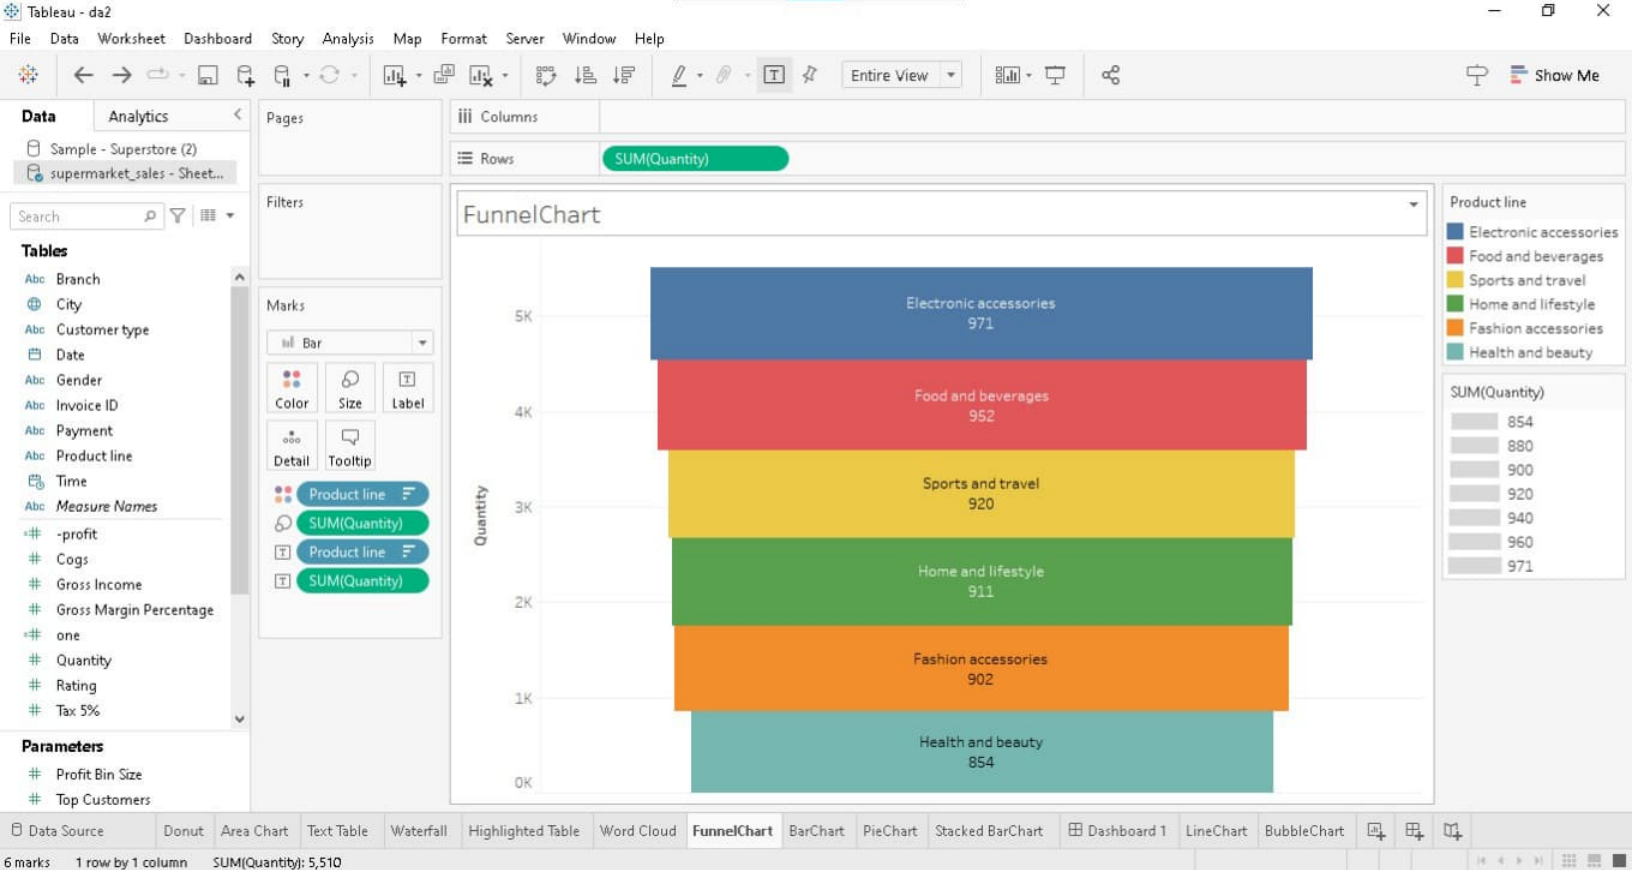 Tableau - da2
File Data Worksheet Dashboard Story Analysis Map Format Server Window Help
Entire View
Show Me
Data Analytics
Sample - Superstore (2)
supermarket_sales - Sheet...
Search
Tables
Abc Branch
City
Abc Customer type
Date
Abc Gender
Abc Invoice ID
Abc Payment
Abc Product line
Time
Abc Measure Names
-profit
Cogs
Gross Income
Gross Margin Percentage
one
Quantity
Rating
Tax 5%
Parameters
Profit Bin Size
Top Customers
Pages
Filters
Marks
Bar
Color Size Label
Detail Tooltip
Product line
SUM(Quantity)
Product line
SUM(Quantity)
Columns
Rows SUM(Quantity)
FunnelChart
Quantity
5K
4K
3K
2K
1K
0K
Electronic accessories
971
Food and beverages
952
Sports and travel
920
Home and lifestyle
911
Fashion accessories
902
Health and beauty
854
Product line
Electronic accessories
Food and beverages
Sports and travel
Home and lifestyle
Fashion accessories
Health and beauty
SUM(Quantity)
854
880
900
920
940
960
971
Data Source Donut Area Chart Text Table Waterfall Highlighted Table Word Cloud FunnelChart BarChart PieChart Stacked BarChart Dashboard 1 LineChart BubbleChart
6 marks 1 row by 1 column SUM(Quantity): 5,510